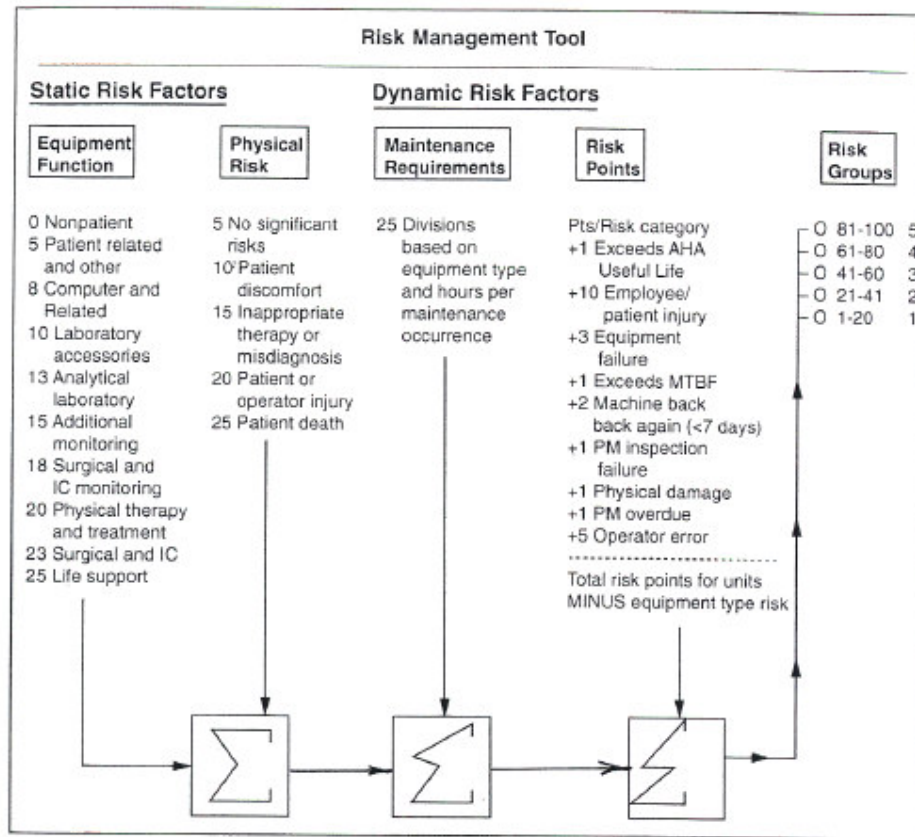 Risk Management Tool
Static Risk Factors
Dynamic Risk Factors
Equipment
Function
0 Nonpatient
5 Patient related
and other
8 Computer and
Related
10 Laboratory
accessories
13 Analytical
laboratory
15 Additional
monitoring
18 Surgical and
IC monitoring
20 Physical therapy
and treatment
23 Surgical and IC
25 Life support
Physical
Risk
5 No significant
risks
10 Patient
discomfort
15 Inappropriate
therapy or
misdiagnosis
20 Patient or
operator injury
25 Patient death
Maintenance
Requirements
25 Divisions
based on
equipment type
and hours per
maintenance
occurrence
Risk
Points
Pts/Risk category
+1 Exceeds AHA
Useful Life
+10 Employee/
patient injury
+3 Equipment
failure
+1 Exceeds MTBF
+2 Machine back
back again (<7 days)
+1 PM inspection
failure
+1 Physical damage
+1 PM overdue
+5 Operator error
Total risk points for units
MINUS equipment type risk
Risk
Groups
O 81-100 5
O 61-80 4
O 41-60 3
O 21-41 2
O 1-20 1